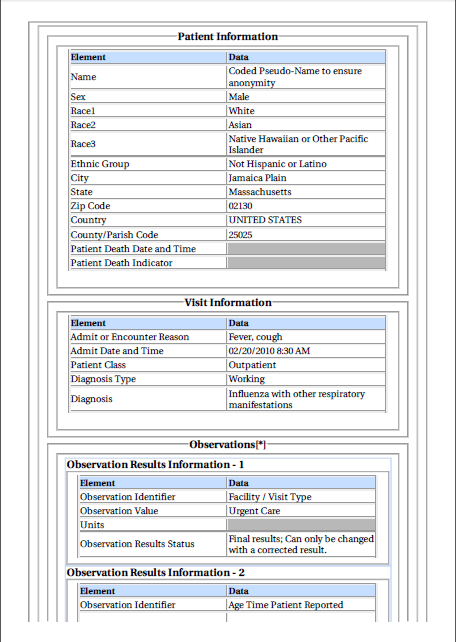 Patient Information
Element Data
Name Coded Pseudo-Name to ensure
anonymity
Sex Male
Race1 White
Race2 Asian
Race3 Native Hawaiian or Other Pacific
Islander
Ethnic Group Not Hispanic or Latino
City Jamaica Plain
State Massachusetts
Zip Code 02130
Country UNITED STATES
County/Parish Code 25025
Patient Death Date and Time
Patient Death Indicator
Visit Information
Element Data
Admit or Encounter Reason Fever, cough
Admit Date and Time 02/20/2010 8:30 AM
Patient Class Outpatient
Diagnosis Type Working
Diagnosis Influenza with other respiratory
manifestations
Observations[*]
Observation Results Information - 1
Element Data
Observation Identifier Facility / Visit Type
Observation Value Urgent Care
Units
Observation Results Status Final results; Can only be changed
with a corrected result.
Observation Results Information - 2
Element Data
Observation Identifier Age Time Patient Reported